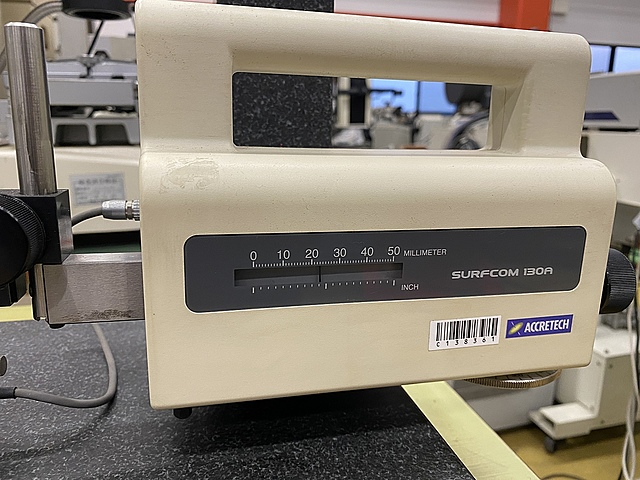 0 10 20 30 40 50 MILLIMETER
INCH
SURFCOM 130A
C138361
ACCRETECH